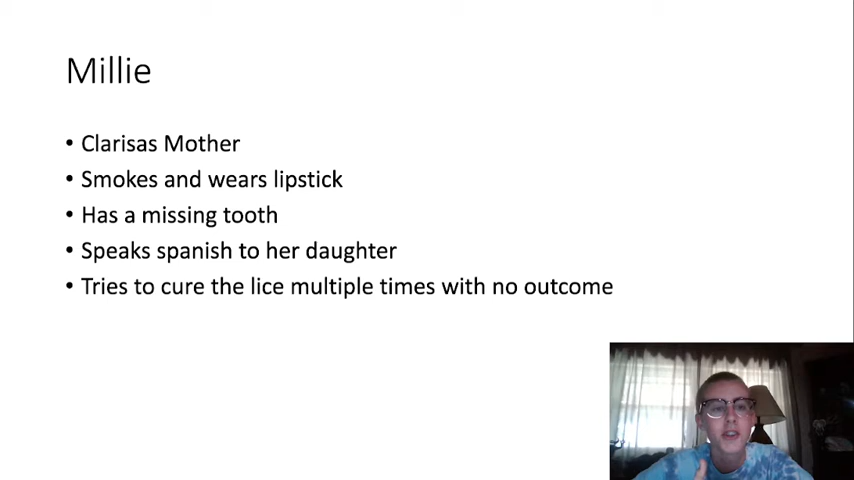 Millie
• Clarisas Mother
• Smokes and wears lipstick
• Has a missing tooth
• Speaks spanish to her daughter
• Tries to cure the lice multiple times with no outcome